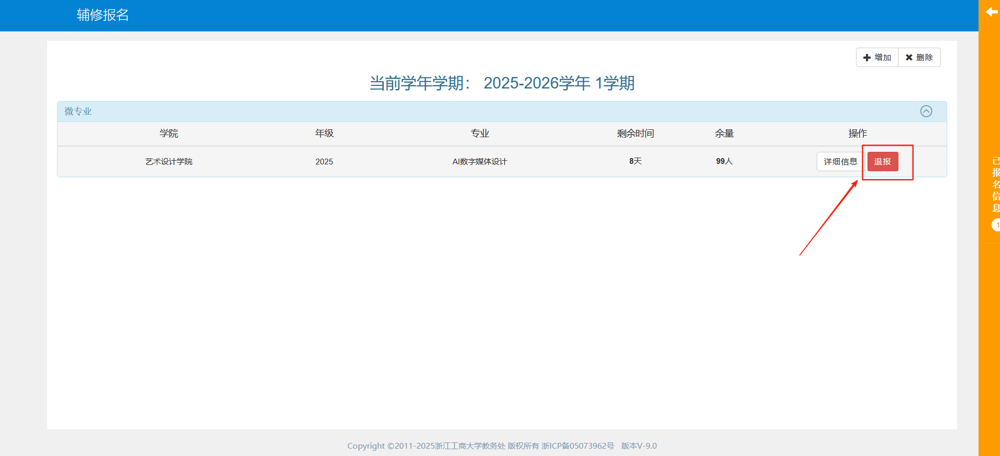 辅修报名
增加 删除
当前学年学期： 2025-2026学年 1学期
微专业
学院 年级 专业 剩余时间 余量 操作
艺术设计学院 2025 AI数字媒体设计 8天 99人 详细信息 退报
已报名信息
1
Copyright ©2011-2025浙江工商大学教务处 版权所有 浙ICP备05073962号 版本V-9.0